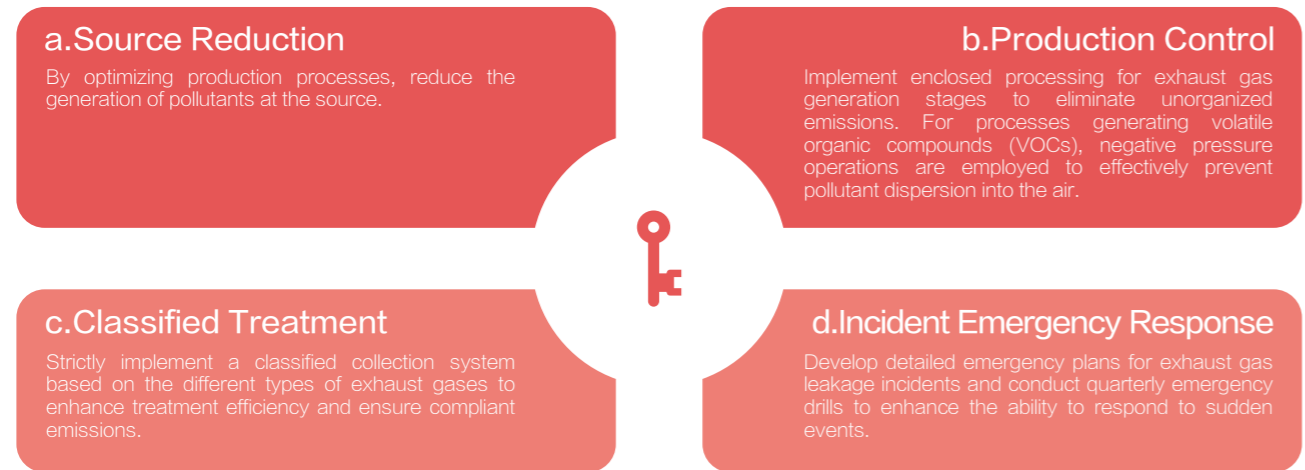 a.Source Reduction
By optimizing production processes, reduce the
generation of pollutants at the source.
b.Production Control
Implement enclosed processing for exhaust gas
generation stages to eliminate unorganized
emissions. For processes generating volatile
organic compounds (VOCs), negative pressure
operations are employed to effectively prevent
pollutant dispersion into the air.
c.Classified Treatment
Strictly implement a classified collection system
based on the different types of exhaust gases to
enhance treatment efficiency and ensure compliant
emissions.
d.Incident Emergency Response
Develop detailed emergency plans for exhaust gas
leakage incidents and conduct quarterly emergency
drills to enhance the ability to respond to sudden
events.